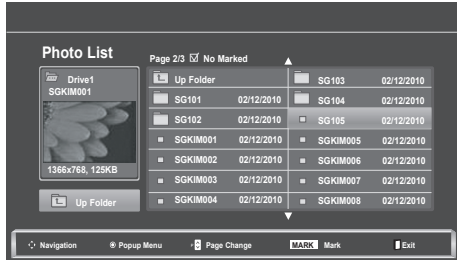 Photo List
Page 2/3 ☑ No Marked
Drive1
SGKIM001
1366x768, 125KB
Up Folder
Up Folder
SG101 02/12/2010
SG102 02/12/2010
SGKIM001 02/12/2010
SGKIM002 02/12/2010
SGKIM003 02/12/2010
SGKIM004 02/12/2010
SG103 02/12/2010
SG104 02/12/2010
SG105 02/12/2010
SGKIM005 02/12/2010
SGKIM006 02/12/2010
SGKIM007 02/12/2010
SGKIM008 02/12/2010
Navigation Popup Menu Page Change MARK Mark Exit